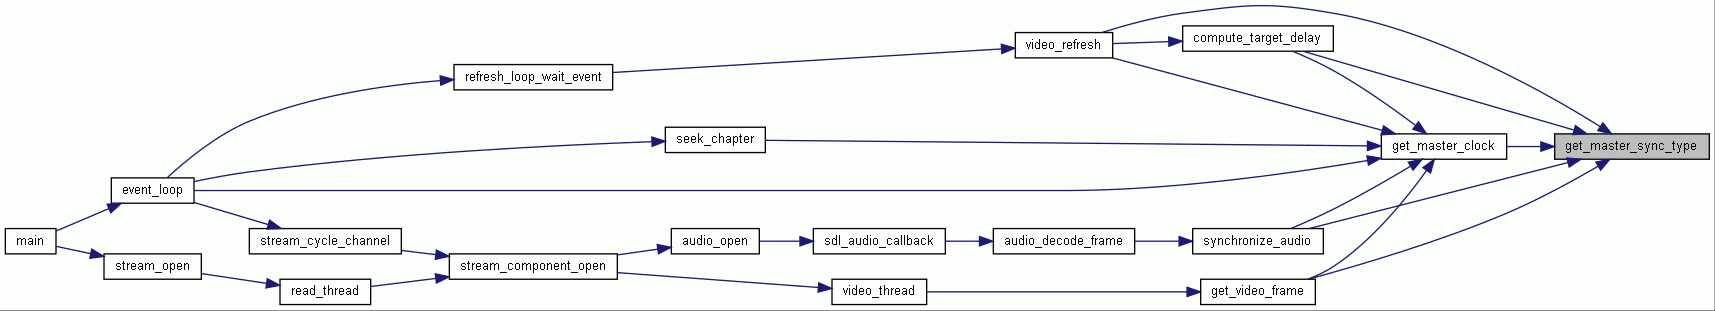 compute_target_delay
video_refresh
refresh_loop_wait_event
seek_chapter
get_master_clock
get_master_sync_type
event_loop
main
stream_cycle_channel
audio_open
sdl_audio_callback
audio_decode_frame
synchronize_audio
stream_open
stream_component_open
read_thread
video_thread
get_video_frame